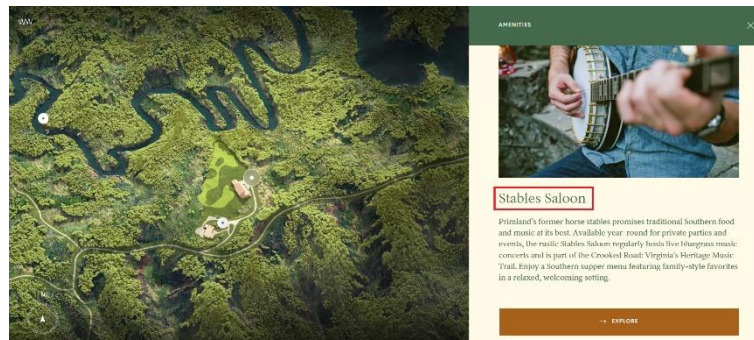 WW
AMENITIES
Stables Saloon
Primland's former horse stables promises traditional Southern food
and music at its best. Available year-round for private parties and
events, the rustic Stables Saloon regularly hosts live bluegrass music
concerts and is part of the Crooked Road: Virginia's Heritage Music
Trail. Enjoy a Southern supper menu featuring family-style favorites
in a relaxed, welcoming setting.
→ EXPLORE
N